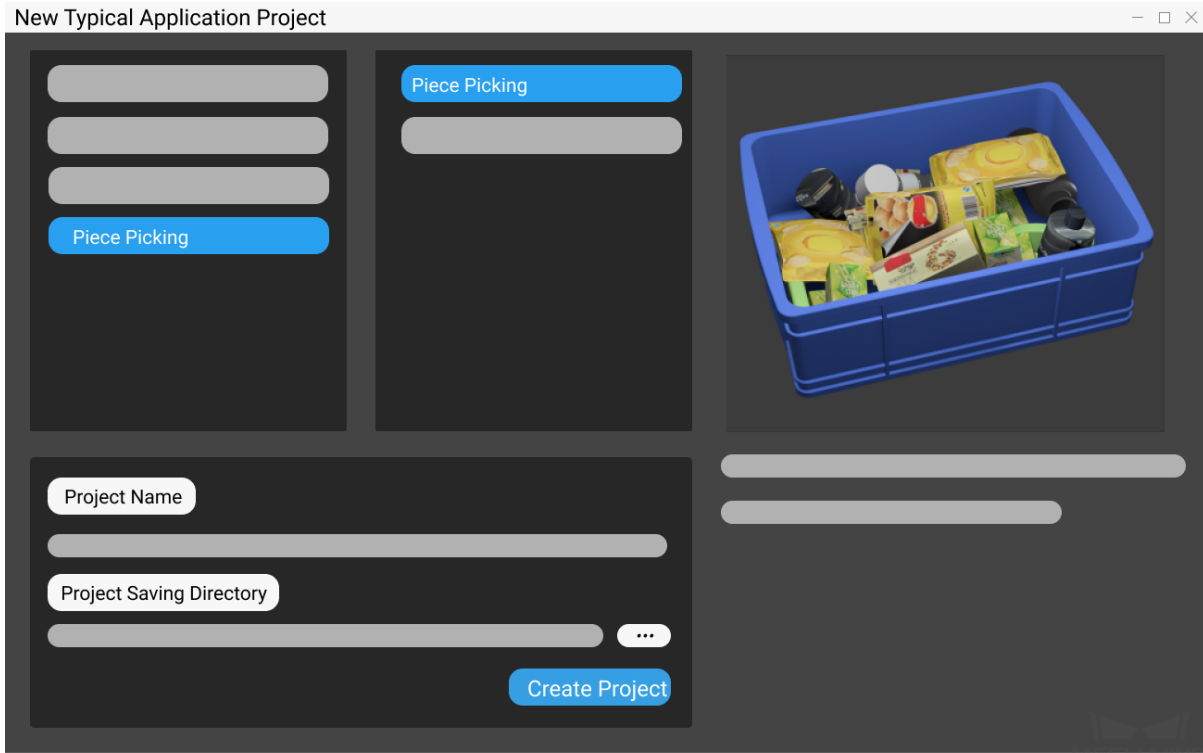 New Typical Application Project
Piece Picking
Piece Picking
Project Name
Project Saving Directory
...
Create Project